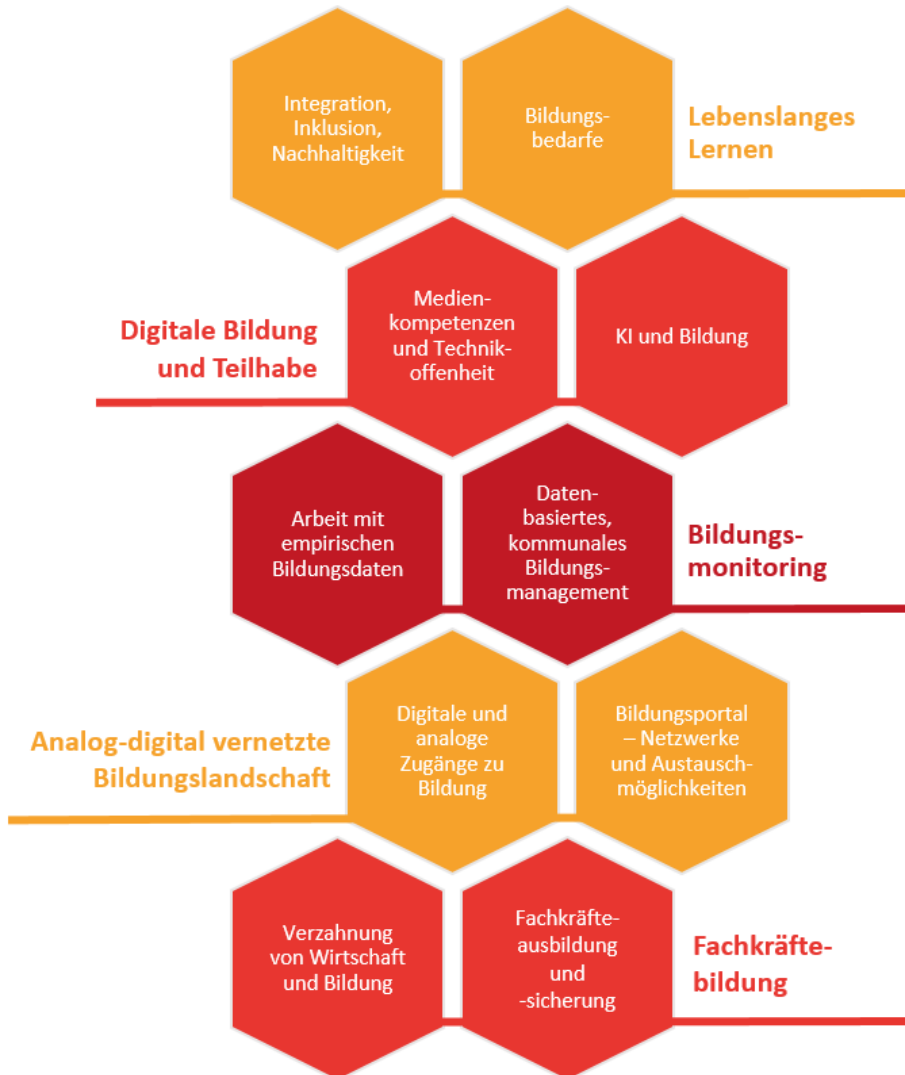 Integration,
Inklusion,
Nachhaltigkeit
Bildungs-
bedarfe
Lebenslanges
Lernen
Digitale Bildung
und Teilhabe
Medien-
kompetenzen
und Technik-
offenheit
KI und Bildung
Arbeit mit
empirischen
Bildungsdaten
Daten-
basiertes,
kommunales
Bildungs-
management
Bildungs-
monitoring
Analog-digital vernetzte
Bildungslandschaft
Digitale und
analoge
Zugänge zu
Bildung
Bildungsportal
– Netzwerke
und Austausch-
möglichkeiten
Verzahnung
von Wirtschaft
und Bildung
Fachkräfte-
ausbildung
und
-sicherung
Fachkräfte-
bildung